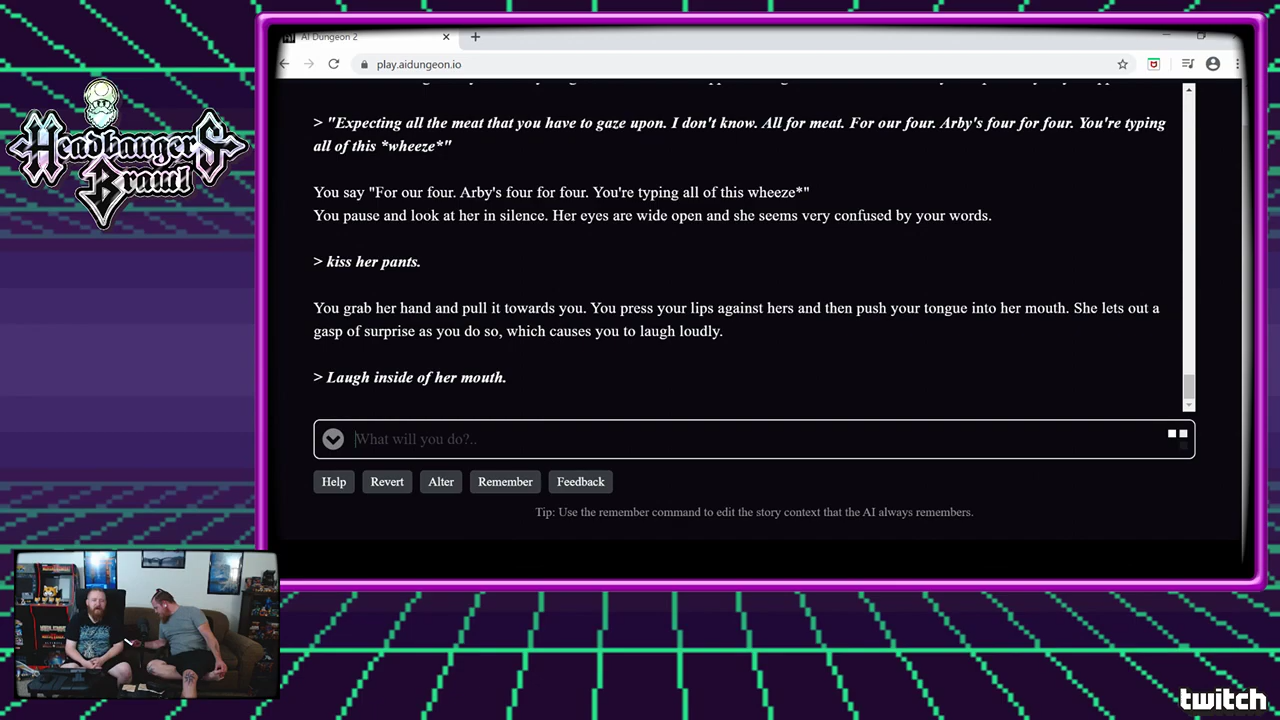 AI Dungeon 2
play.aidungeon.io
> "Expecting all the meat that you have to gaze upon. I don't know. All for meat. For our four. Arby's four for four. You're typing
all of this *wheeze*"
You say "For our four. Arby's four for four. You're typing all of this wheeze*"
You pause and look at her in silence. Her eyes are wide open and she seems very confused by your words.
> kiss her pants.
You grab her hand and pull it towards you. You press your lips against hers and then push your tongue into her mouth. She lets out a
gasp of surprise as you do so, which causes you to laugh loudly.
> Laugh inside of her mouth.
What will you do?..
Help Revert Alter Remember Feedback
Tip: Use the remember command to edit the story context that the AI always remembers.
HeadbangerS
Brawl
twitch